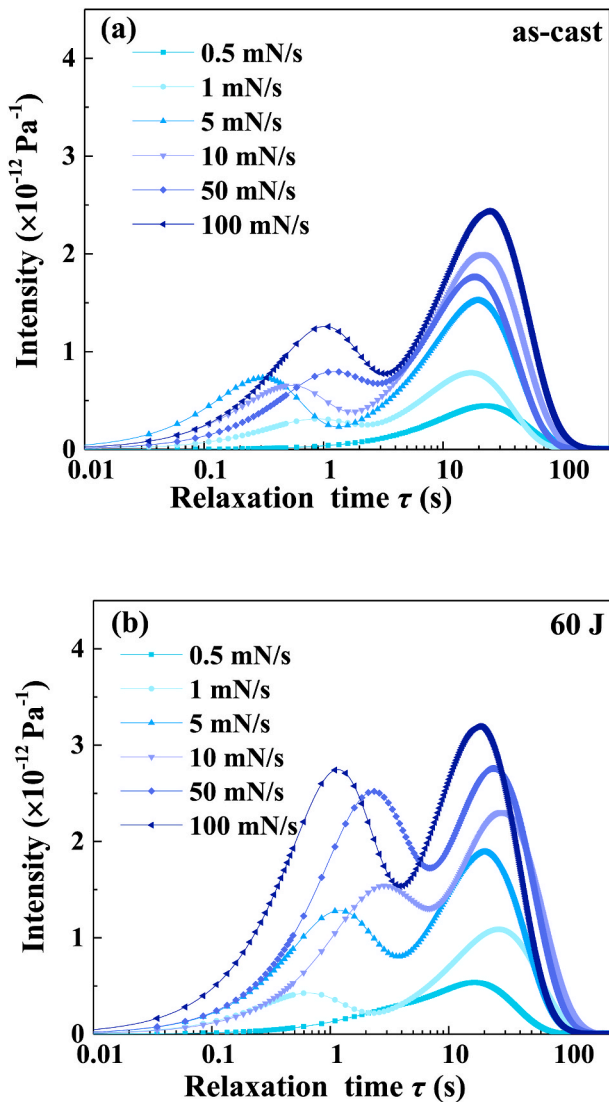 (a)
as-cast
0.5 mN/s
1 mN/s
5 mN/s
10 mN/s
50 mN/s
100 mN/s
4
3
2
1
0
Intensity (×10⁻¹² Pa⁻¹)
0.01 0.1 1 10 100
Relaxation time τ (s)
(b)
60 J
0.5 mN/s
1 mN/s
5 mN/s
10 mN/s
50 mN/s
100 mN/s
4
3
2
1
0
Intensity (×10⁻¹² Pa⁻¹)
0.01 0.1 1 10 100
Relaxation time τ (s)